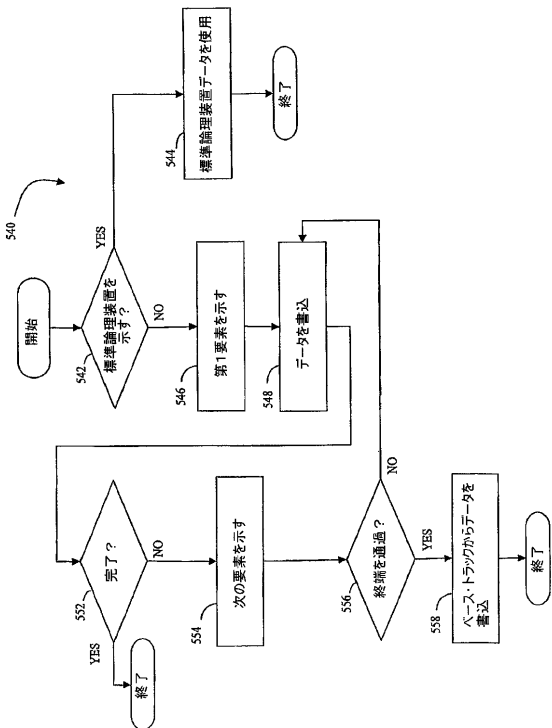 540
開始
542
標準論理装置を
示す？
YES
NO
544
標準論理装置データを使用
終了
546
第1要素を示す
548
データを書込
552
完了？
YES
NO
終了
554
次の要素を示す
556
終端を通過？
NO
YES
558
ベース・トラックからデータを
書込
終了